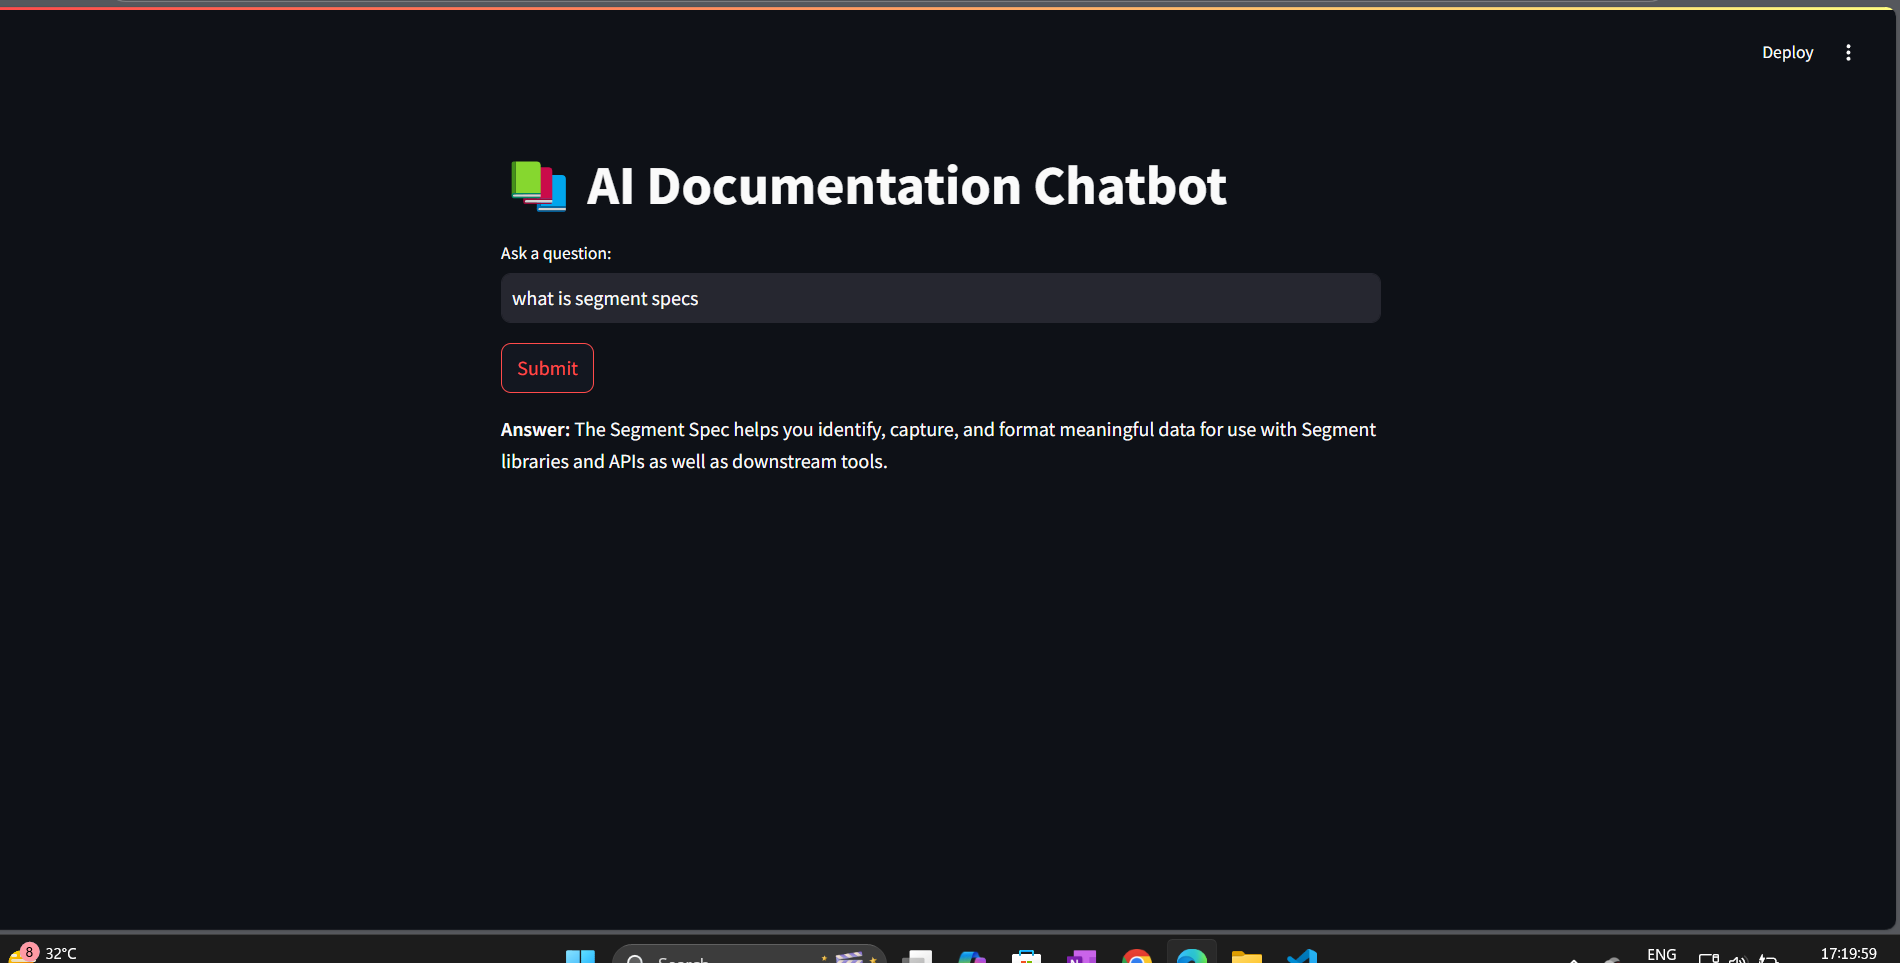 Deploy
AI Documentation Chatbot
Ask a question:
what is segment specs
Submit
Answer: The Segment Spec helps you identify, capture, and format meaningful data for use with Segment
libraries and APIs as well as downstream tools.
8
32°C
Search
ENG
17:19:59